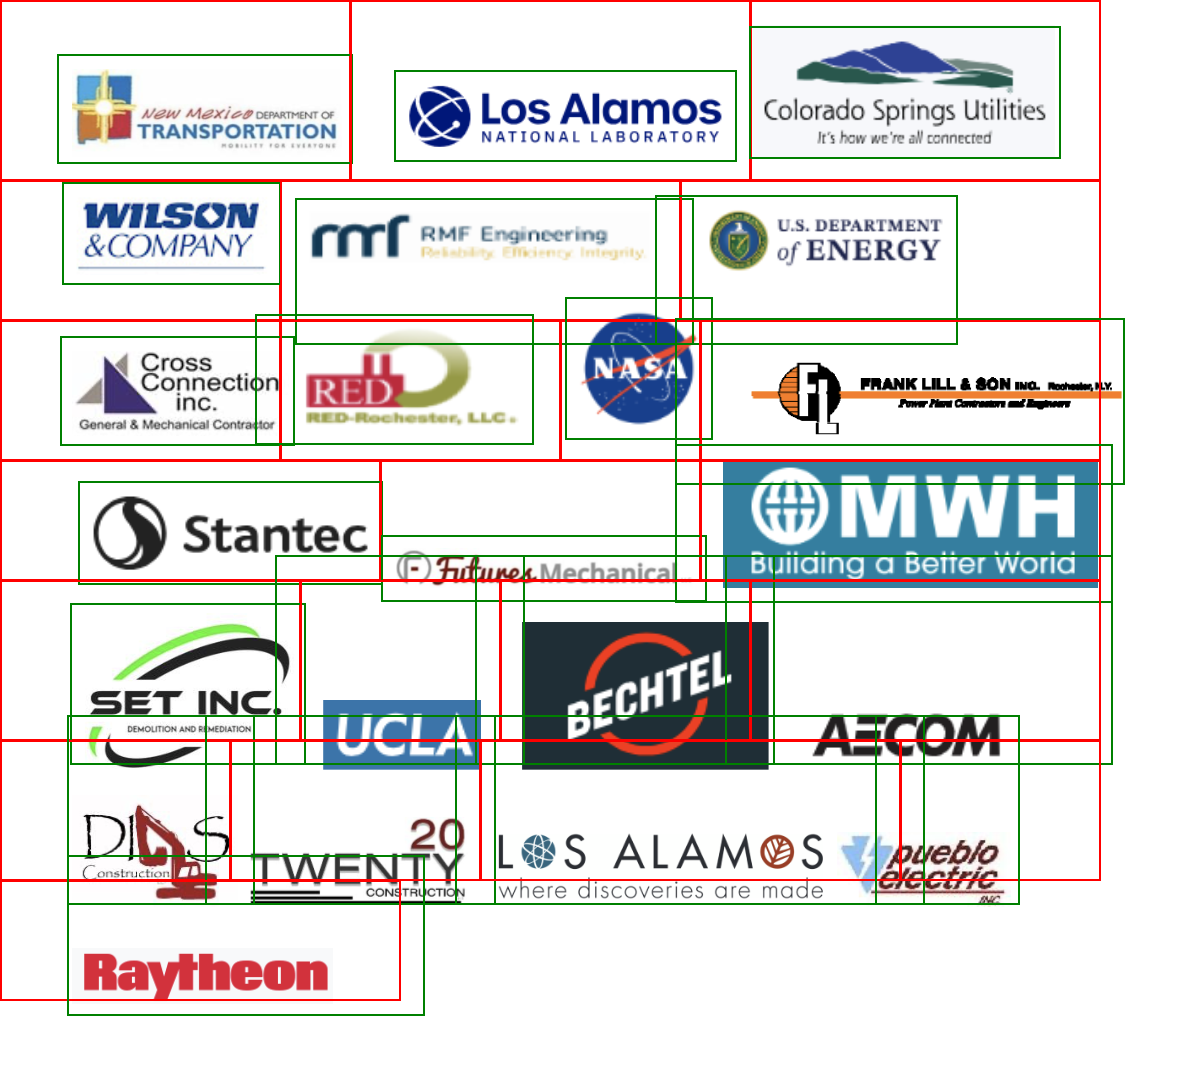 New Mexico DEPARTMENT OF
TRANSPORTATION
MOBILITY FOR EVERYONE
Los Alamos
NATIONAL LABORATORY
Colorado Springs Utilities
It's how we're all connected
WILSON
&COMPANY
rmf RMF Engineering
Reliability. Efficiency. Integrity.
U.S. DEPARTMENT
of ENERGY
Cross
Connection
inc.
General & Mechanical Contractor
RED
RED-Rochester, LLC.
NASA
FL FRANK LILL & SON INC. Rochester, N.Y.
Power Plant Contractors and Engineers
Stantec
F Futures Mechanical
MWH
Building a Better World
SET INC.
DEMOLITION AND REMEDIATION
UCLA
BECHTEL
AECOM
DIAS
Construction
20
TWENTY
CONSTRUCTION
LOS ALAMOS
where discoveries are made
pueblo
electric
INC
Raytheon